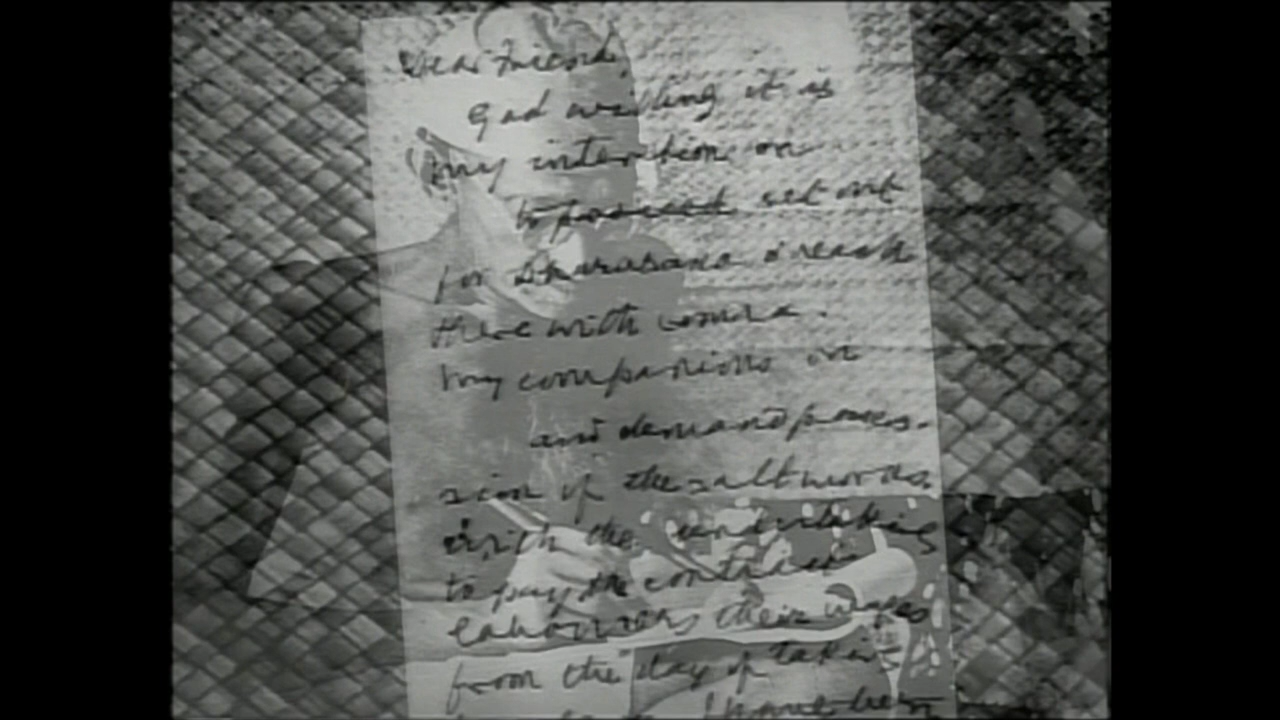 Dear Friend,
God willing it is
my intention on
to proceed set out
for Dharasana & reach
there with
my companions on
and demand posses-
sion of the salt works
the undertaking
to pay the contract
labourers their wages
from the day of taking